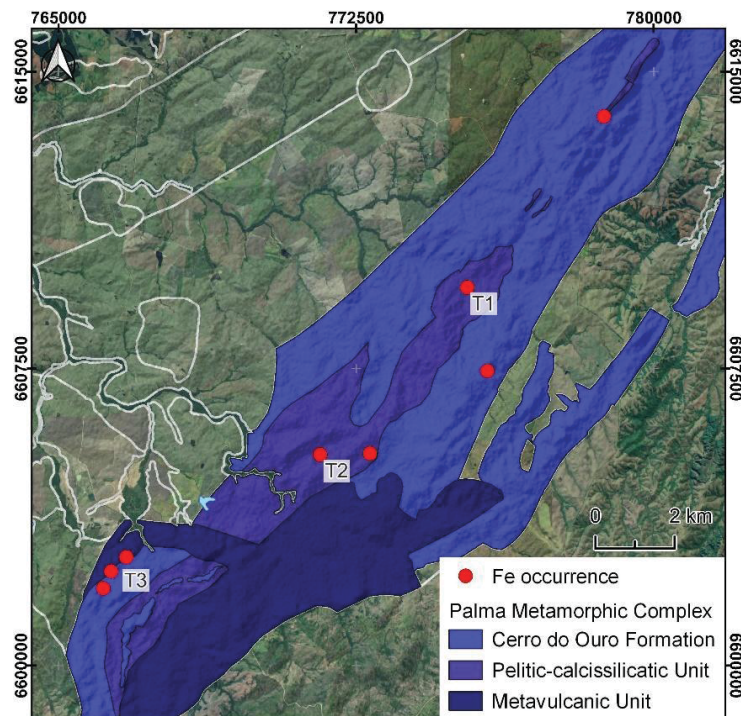 765000 772500 780000
6615000 6615000
T1
6607500 6607500
T2
T3
0 2 km
Fe occurrence
Palma Metamorphic Complex
Cerro do Ouro Formation
Pelitic-calcissilicatic Unit
Metavulcanic Unit
6600000 6600000